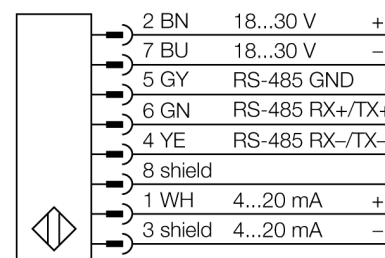 2 BN 18...30 V +
7 BU 18...30 V –
5 GY RS-485 GND
6 GN RS-485 RX+/TX+
4 YE RS-485 RX–/TX–
8 shield
1 WH 4...20 mA +
3 shield 4...20 mA –